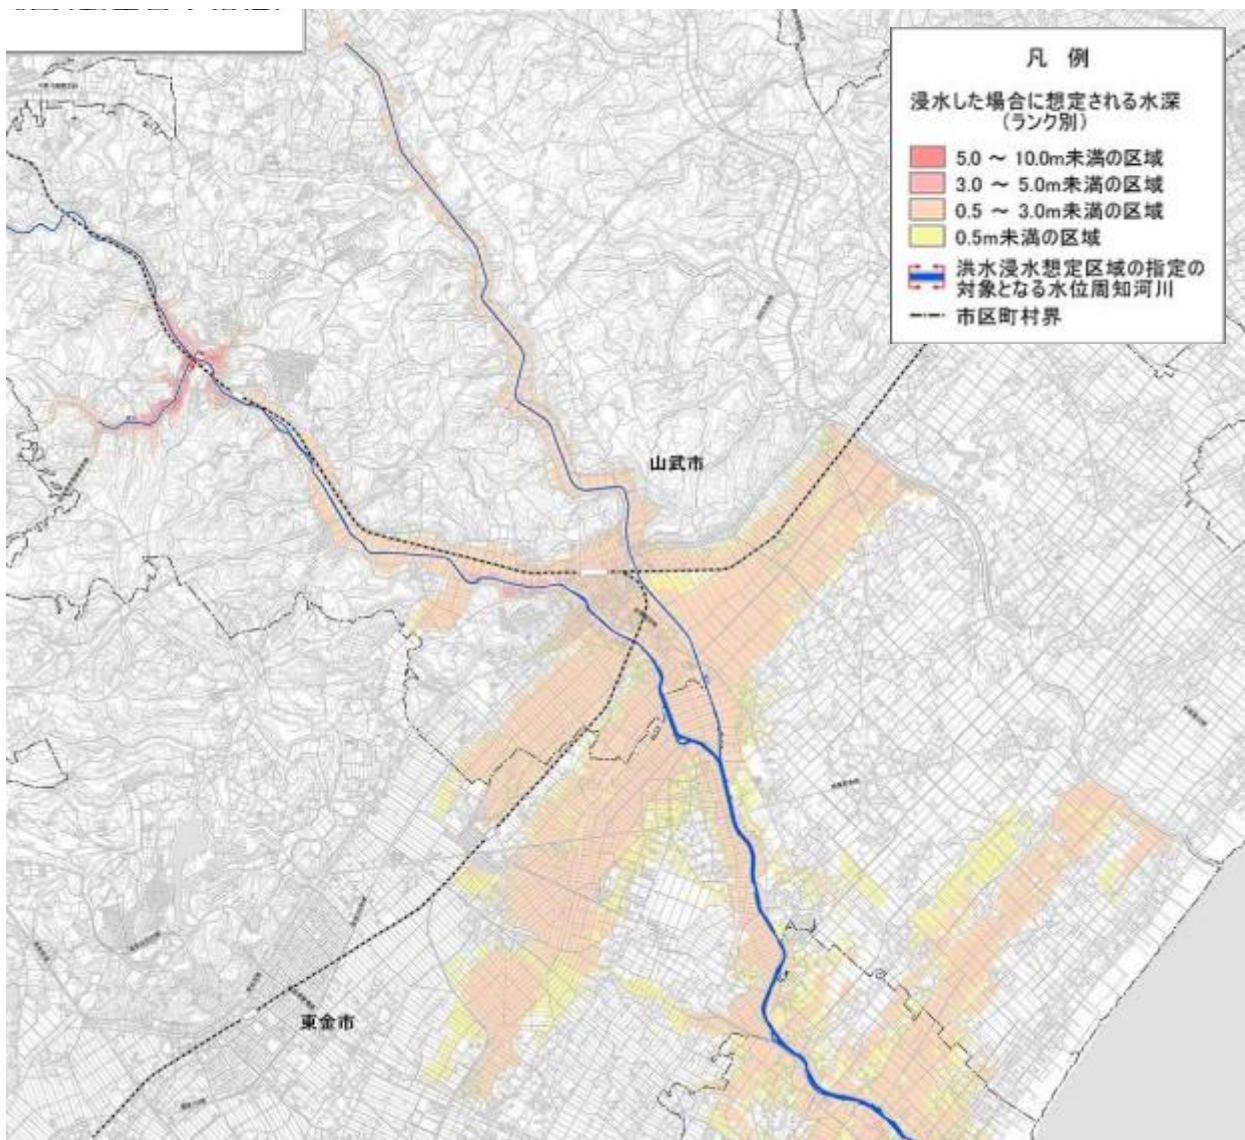 凡 例
浸水した場合に想定される水深
(ランク別)
5.0 ～ 10.0m未満の区域
3.0 ～ 5.0m未満の区域
0.5 ～ 3.0m未満の区域
0.5m未満の区域
洪水浸水想定区域の指定の
対象となる水位周知河川
市区町村界
山武市
東金市